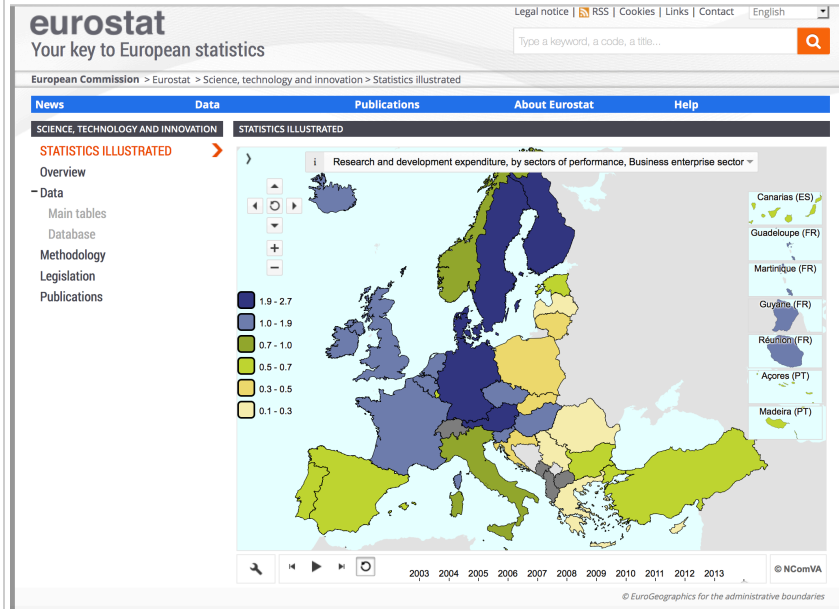 Legal notice | RSS | Cookies | Links | Contact English
eurostat
Your key to European statistics
Type a keyword, a code, a title...
European Commission > Eurostat > Science, technology and innovation > Statistics illustrated
News Data Publications About Eurostat Help
SCIENCE, TECHNOLOGY AND INNOVATION
STATISTICS ILLUSTRATED
Overview
Data
Main tables
Database
Methodology
Legislation
Publications
STATISTICS ILLUSTRATED
i Research and development expenditure, by sectors of performance, Business enterprise sector
1.9 - 2.7
1.0 - 1.9
0.7 - 1.0
0.5 - 0.7
0.3 - 0.5
0.1 - 0.3
Canarias (ES)
Guadeloupe (FR)
Martinique (FR)
Guyane (FR)
Réunion (FR)
Açores (PT)
Madeira (PT)
2003 2004 2005 2006 2007 2008 2009 2010 2011 2012 2013
© NComVA
© EuroGeographics for the administrative boundaries